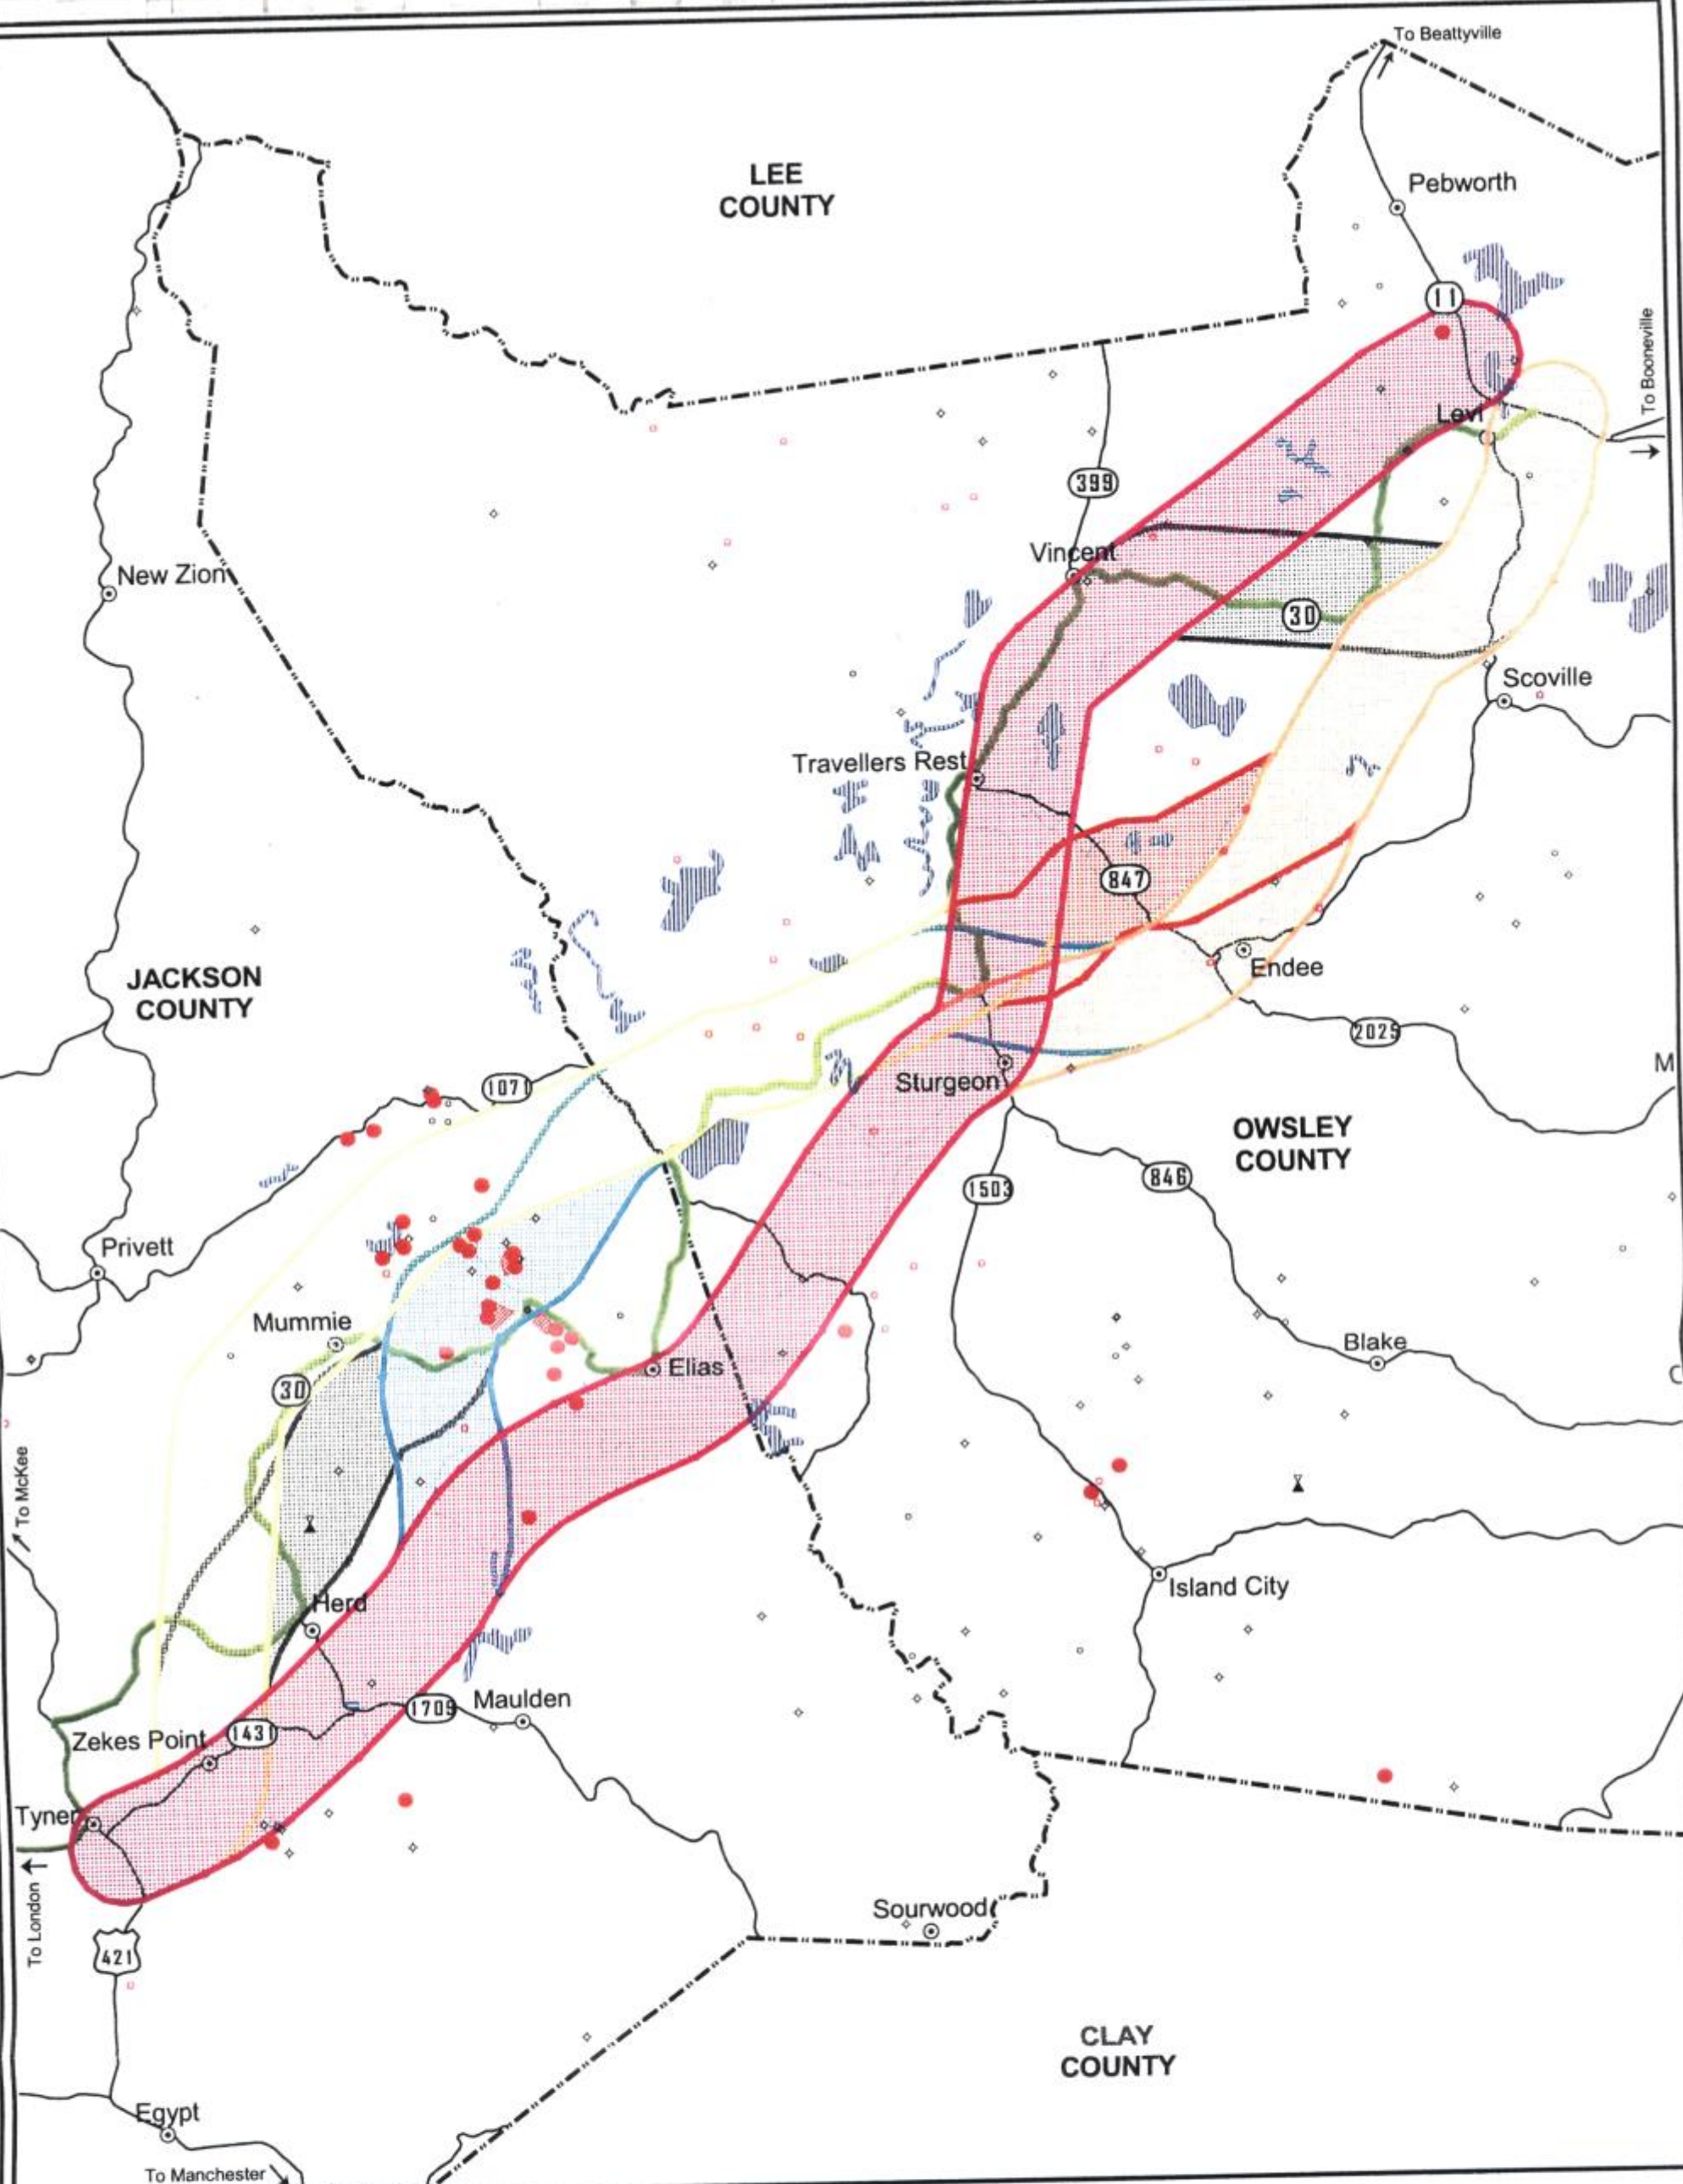 To Beattyville
LEE
COUNTY
Pebworth
11
To Booneville
Levi
399
Vincent
New Zion
30
Scoville
Travellers Rest
847
JACKSON
COUNTY
Endee
2025
M
1071
Sturgeon
OWSLEY
COUNTY
846
1503
Privett
Mummie
Blake
Elias
30
To McKee
Island City
Herd
1709
Maulden
Zekes Point
1431
Tyner
To London
Sourwood
421
CLAY
COUNTY
Egypt
To Manchester